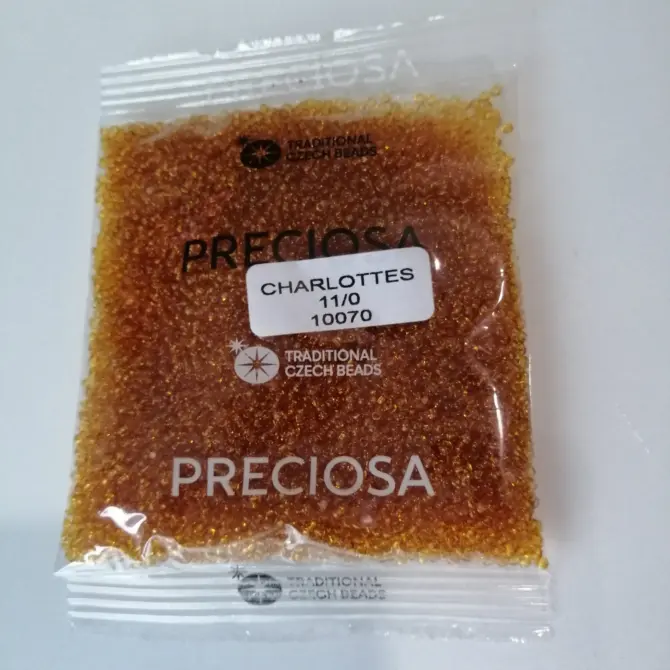 PRECIOSA
TRADITIONAL
CZECH BEADS
PRECIOSA
CHARLOTTES
11/0
10070
TRADITIONAL
CZECH BEADS
PRECIOSA
TRADITIONAL
CZECH BEADS